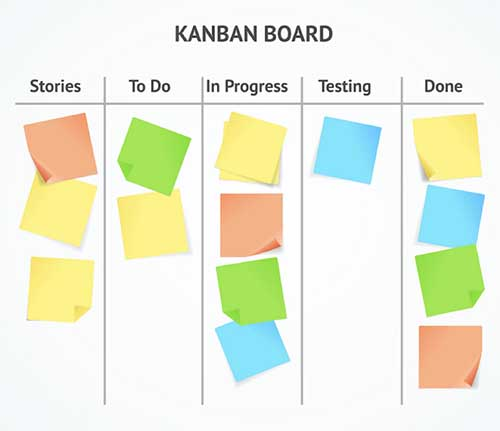 KANBAN BOARD
Stories To Do In Progress Testing Done